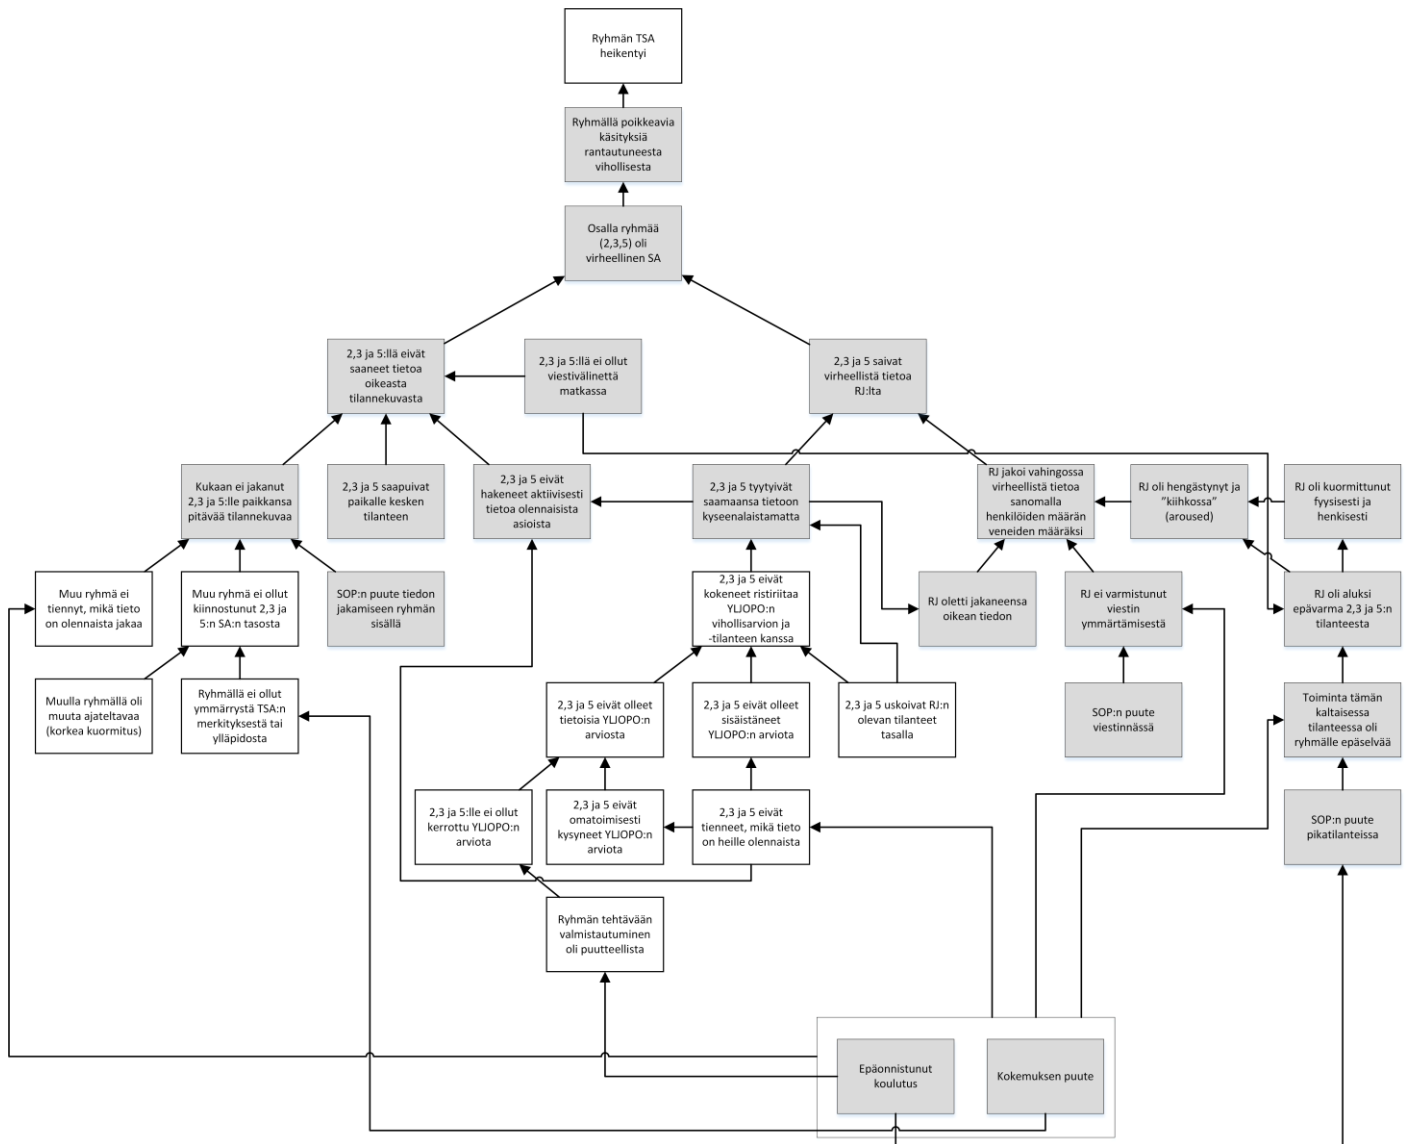 Ryhmän TSA
heikentyi
Ryhmällä poikkeavia
käsityksiä
rantautuneesta
vihollisesta
Osalla ryhmää
(2,3,5) oli
virheellinen SA
2,3 ja 5:llä eivät
saaneet tietoa
oikeasta
tilannekuvasta
2,3 ja 5:llä ei ollut
viestivälinettä
matkassa
2,3 ja 5 saivat
virheellistä tietoa
RJ:lta
Kukaan ei jakanut
2,3 ja 5:lle paikkansa
pitävää tilannekuvaa
2,3 ja 5 saapuivat
paikalle kesken
tilanteen
2,3 ja 5 eivät
hakeneet aktiivisesti
tietoa olennaisista
asioista
2,3 ja 5 tyytyivät
saamaansa tietoon
kyseenalaistamatta
RJ jakoi vahingossa
virheellistä tietoa
sanomalla
henkilöiden määrän
veneiden määräksi
RJ oli hengästynyt ja
"kiihkossa"
(aroused)
RJ oli kuormittunut
fyysisesti ja
henkisesti
Muu ryhmä ei
tiennyt, mikä tieto
on olennaista jakaa
Muu ryhmä ei ollut
kiinnostunut 2,3 ja
5:n SA:n tasosta
SOP:n puute tiedon
jakamiseen ryhmän
sisällä
2,3 ja 5 eivät
kokeneet ristiriitaa
YLJOPO:n
vihollisarvion ja
-tilanteen kanssa
RJ oletti jakaneensa
oikean tiedon
RJ ei varmistunut
viestin
ymmärtämisestä
RJ oli aluksi
epävarma 2,3 ja 5:n
tilanteesta
Muulla ryhmällä oli
muuta ajateltavaa
(korkea kuormitus)
Ryhmällä ei ollut
ymmärrystä TSA:n
merkityksestä tai
ylläpidosta
2,3 ja 5 eivät olleet
tietoisia YLJOPO:n
arviosta
2,3 ja 5 eivät olleet
sisäistäneet
YLJOPO:n arviota
2,3 ja 5 uskoivat RJ:n
olevan tilanteet
tasalla
SOP:n puute
viestinnässä
Toiminta tämän
kaltaisessa
tilanteessa oli
ryhmälle epäselvää
2,3 ja 5:lle ei ollut
kerrottu YLJOPO:n
arviota
2,3 ja 5 eivät
omatoimisesti
kysyneet YLJOPO:n
arviota
2,3 ja 5 eivät
tienneet, mikä tieto
on heille olennaista
SOP:n puute
pikatilanteissa
Ryhmän tehtävään
valmistautuminen
oli puutteellista
Epäonnistunut
koulutus
Kokemuksen puute